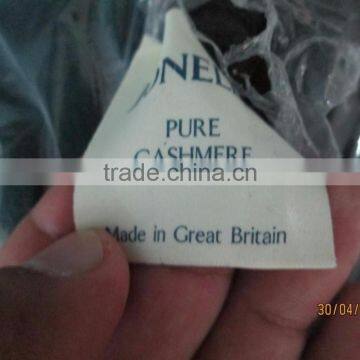 PURE
CASHMERE
trade.china.cn
Made in Great Britain
30/04